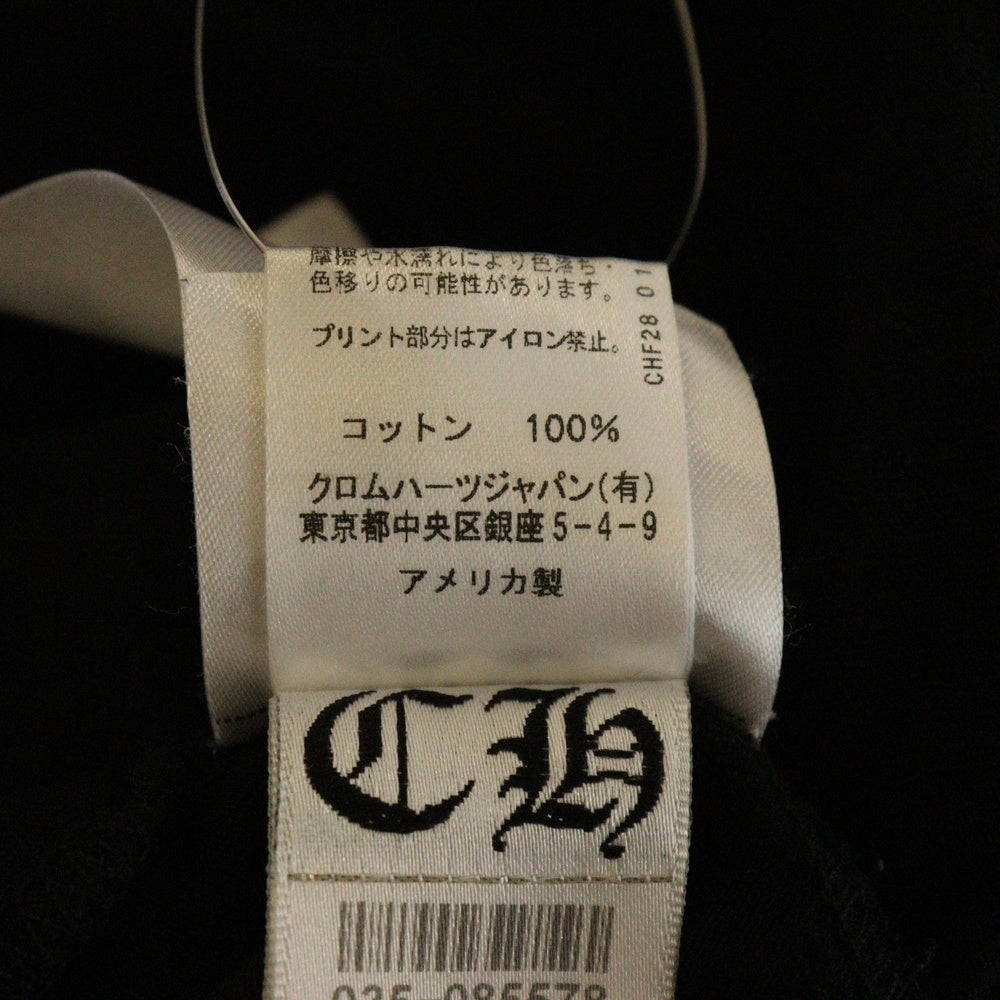 摩擦や水濡れにより色落ち・
色移りの可能性があります。
プリント部分はアイロン禁止。
CHF28 01
コットン 100%
クロムハーツジャパン(有)
東京都中央区銀座5-4-9
アメリカ製
CH
035-085578